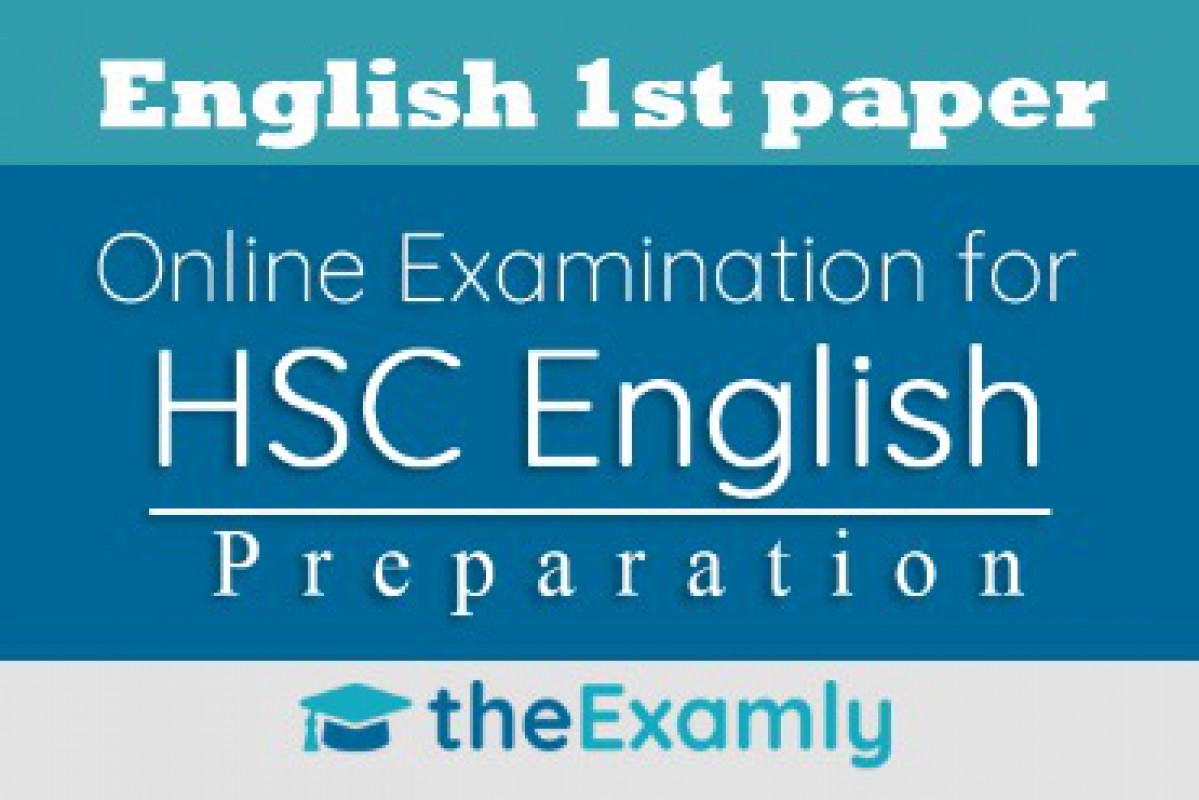 English 1st paper
Online Examination for
HSC English
Preparation
theExamly